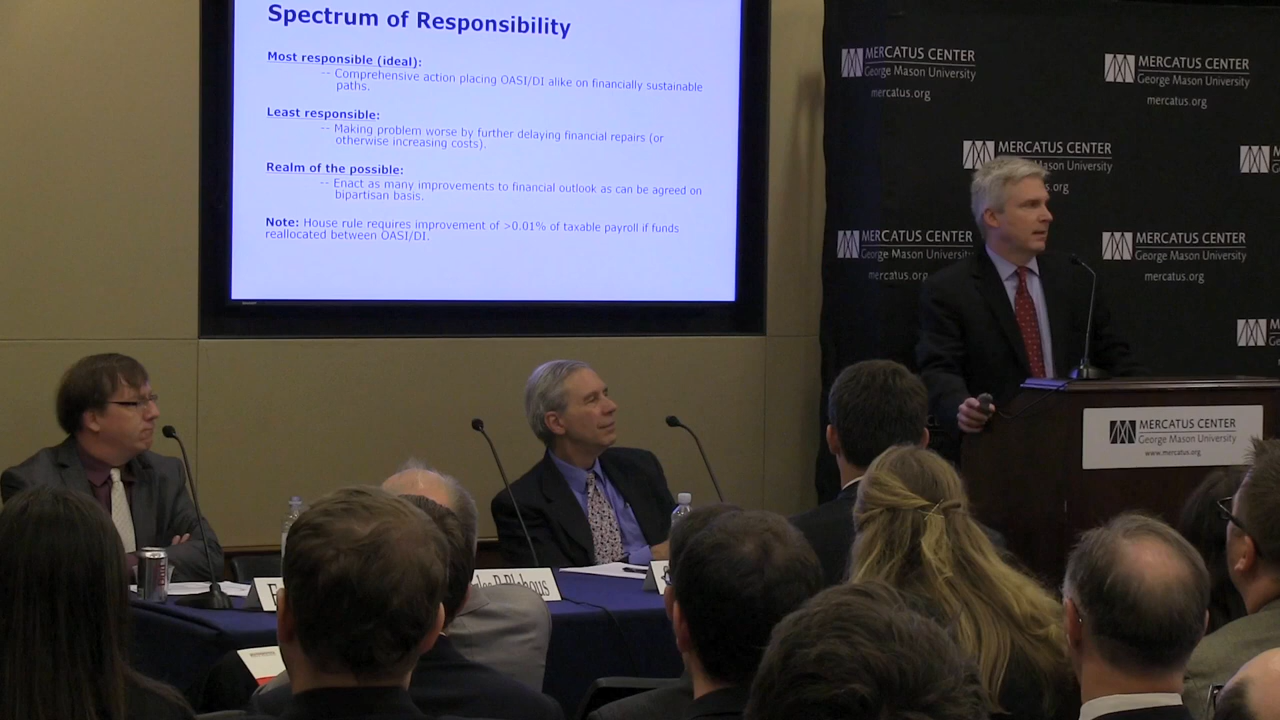 Spectrum of Responsibility
Most responsible (ideal):
-- Comprehensive action placing OASI/DI alike on financially sustainable
paths.
Least responsible:
-- Making problem worse by further delaying financial repairs (or
otherwise increasing costs).
Realm of the possible:
-- Enact as many improvements to financial outlook as can be agreed on
bipartisan basis.
Note: House rule requires improvement of >0.01% of taxable payroll if funds
reallocated between OASI/DI.
MERCATUS CENTER
George Mason University
mercatus.org
MERCATUS CENTER
George Mason University
mercatus.org
MERCATUS CENTER
Mason University
s.org
MERCATUS CENTER
George Mason University
mercatus.org
MERCATUS CENTER
George Mason University
mercatus.org
MERCATUS CENTER
George Mason University
www.mercatus.org